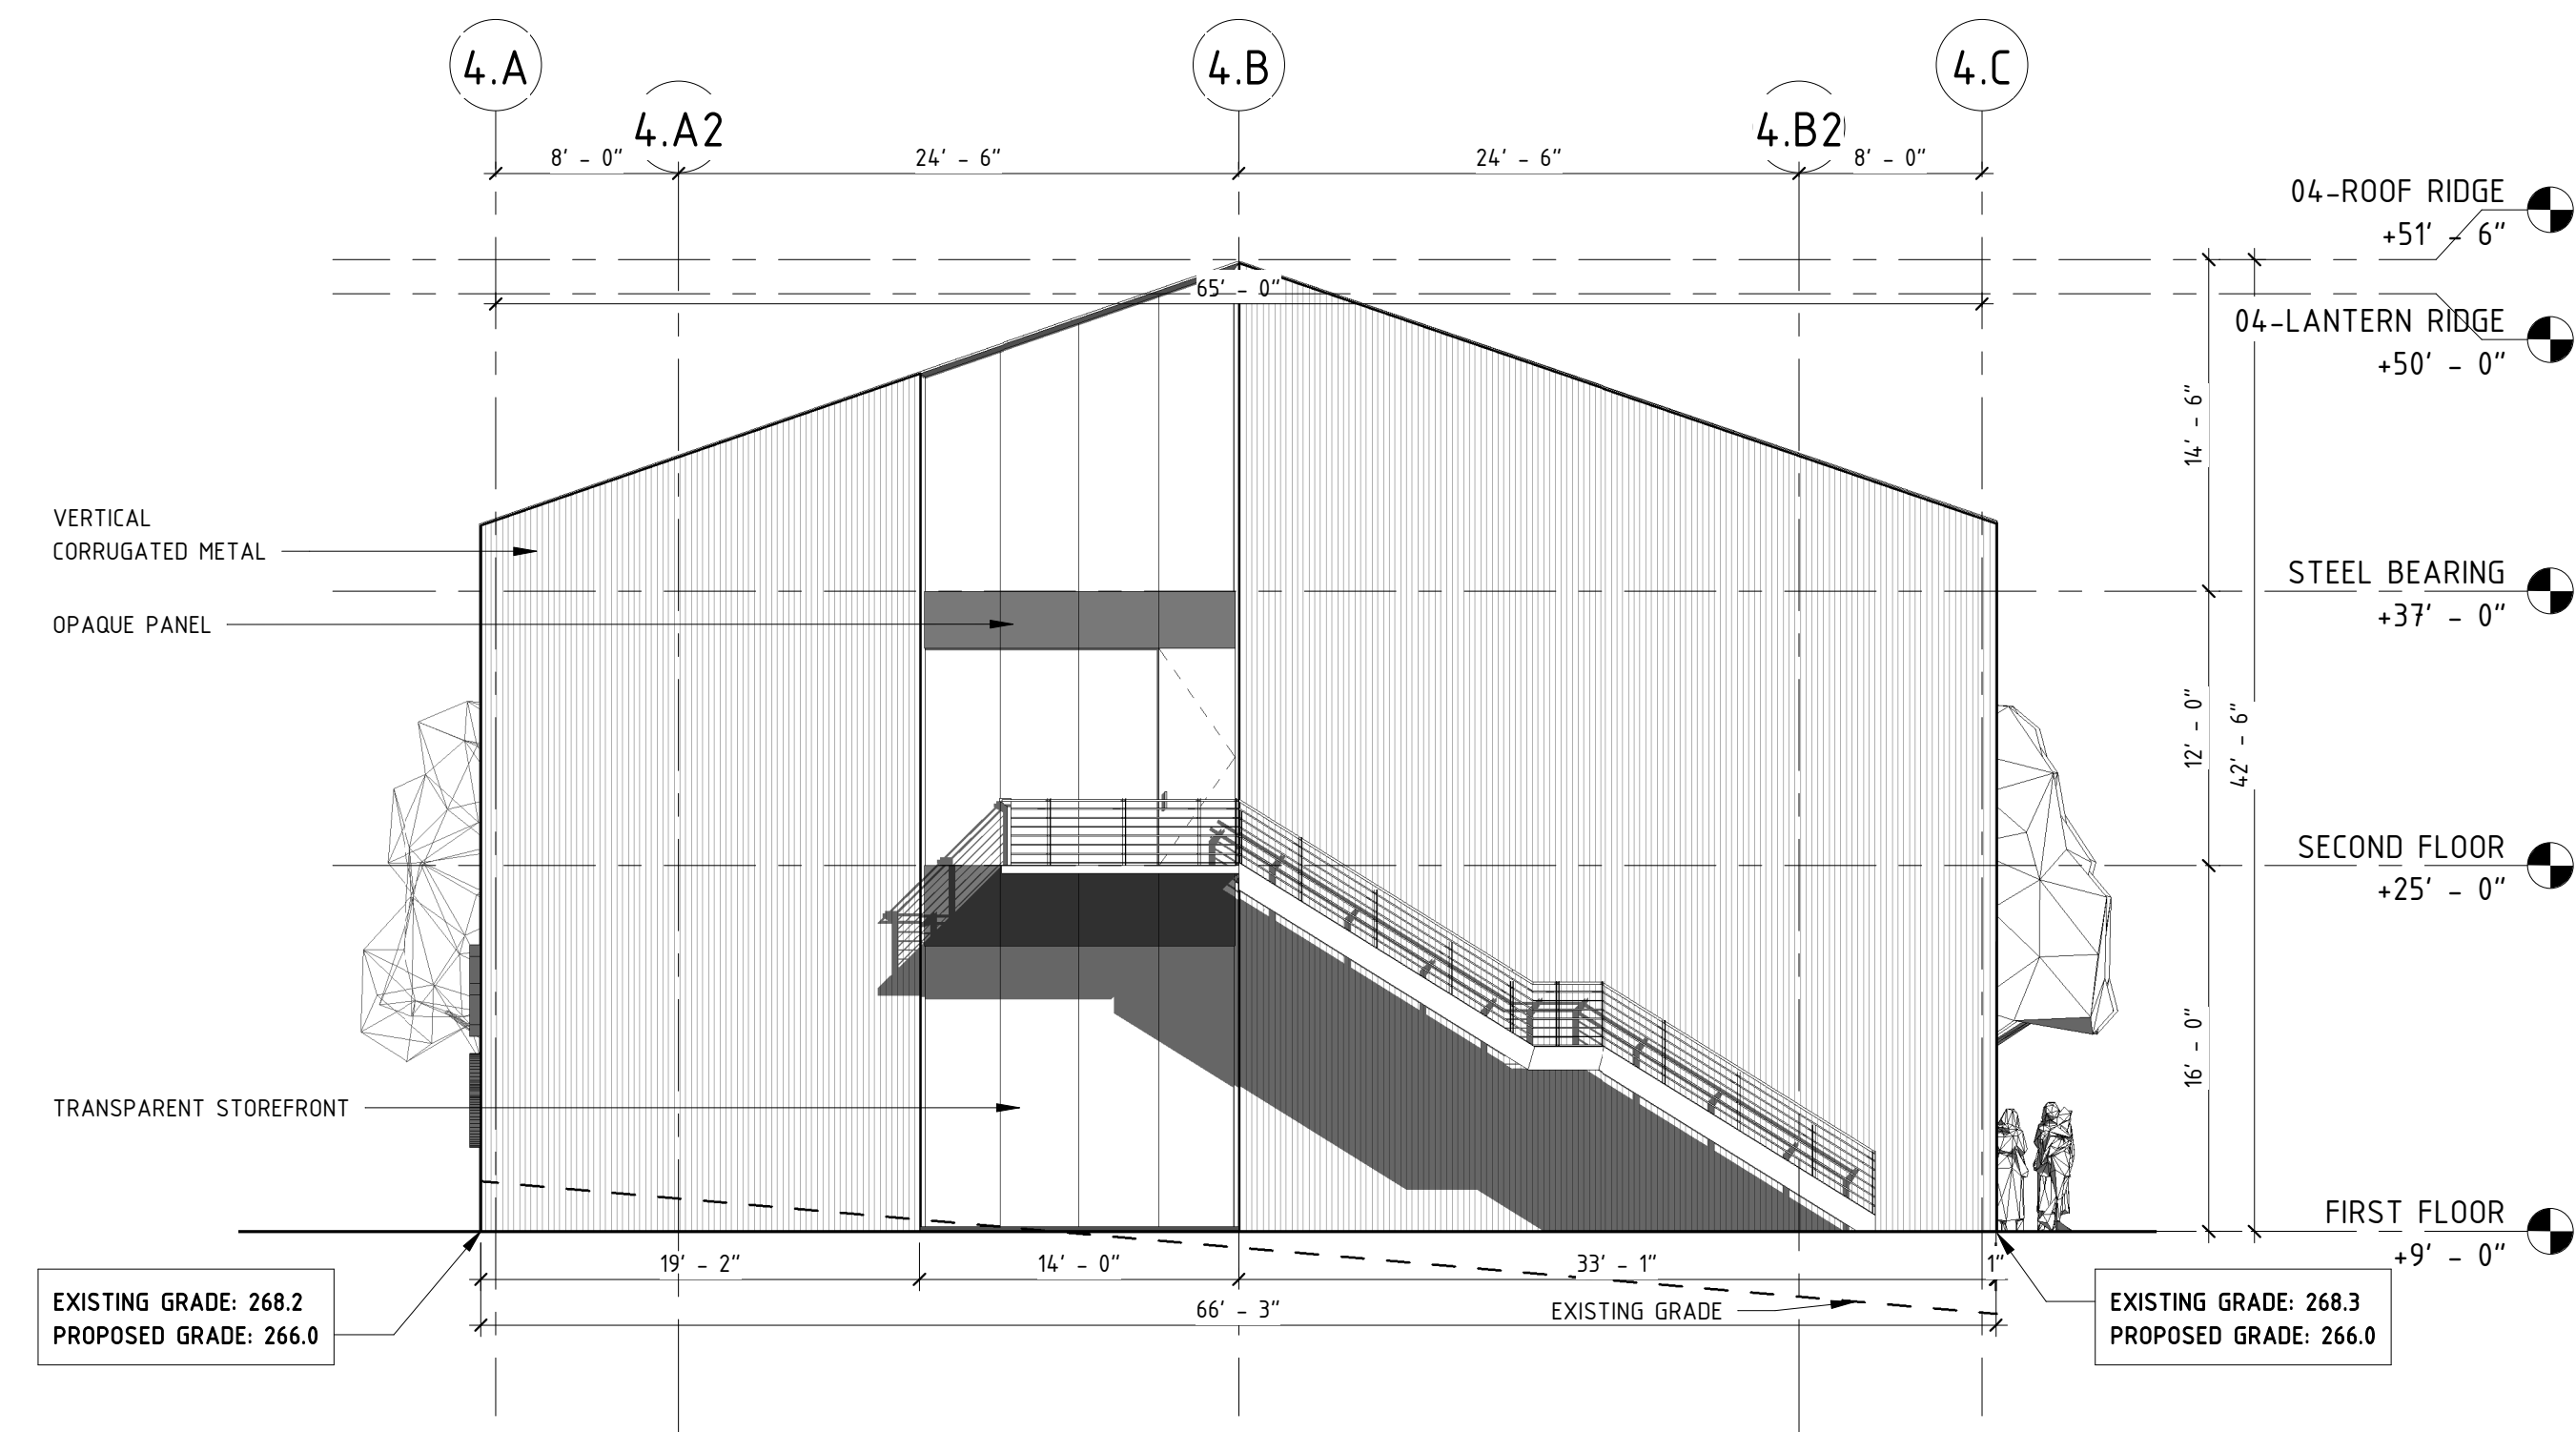 4.A
4.B
4.C
4.A2
4.B2
8' - 0"
24' - 6"
24' - 6"
8' - 0"
04-ROOF RIDGE
+51' - 6"
65' - 0"
04-LANTERN RIDGE
+50' - 0"
14' - 6"
VERTICAL
CORRUGATED METAL
STEEL BEARING
+37' - 0"
OPAQUE PANEL
12' - 0"
42' - 6"
SECOND FLOOR
+25' - 0"
16' - 0"
TRANSPARENT STOREFRONT
FIRST FLOOR
+9' - 0"
19' - 2"
14' - 0"
33' - 1"
1"
66' - 3"
EXISTING GRADE
EXISTING GRADE: 268.2
PROPOSED GRADE: 266.0
EXISTING GRADE: 268.3
PROPOSED GRADE: 266.0